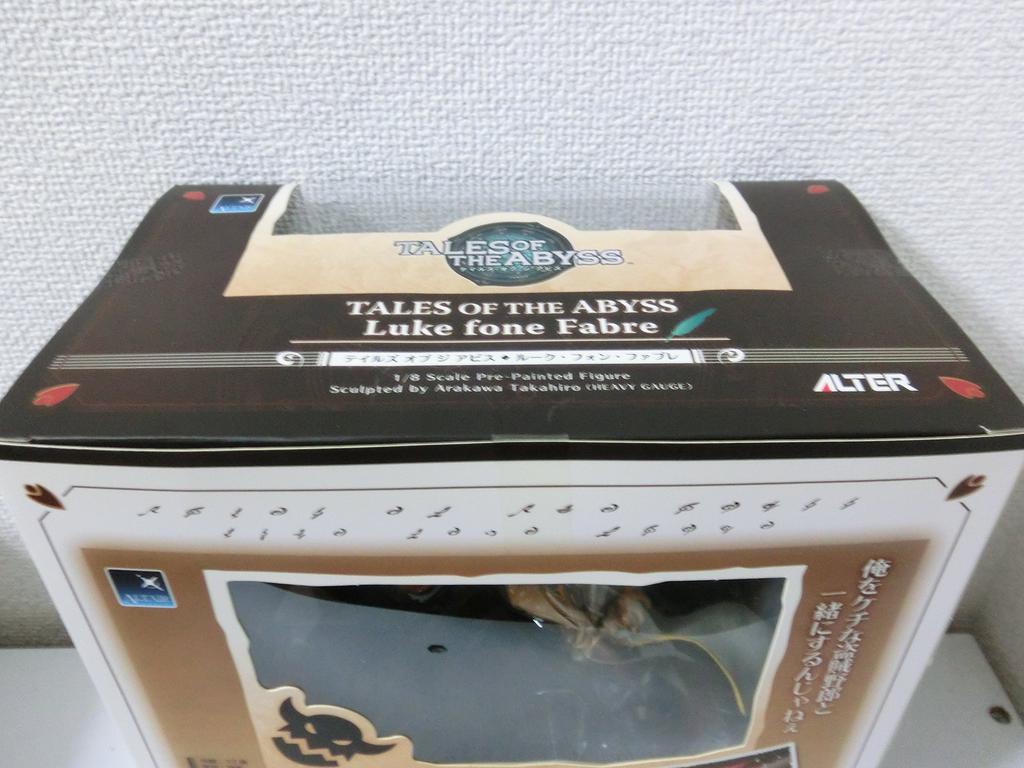 TALES OF
THE ABYSS
テイルズ オブ ジ アビス
TALES OF THE ABYSS
Luke fone Fabre
テイルズ オブ ジ アビス ◆ ルーク・フォン・ファブレ
1/8 Scale Pre-Painted Figure
Sculpted by Arakawa Takahiro (HEAVY GAUGE)
ALTER
俺をケチな盗賊野郎と
一緒にするんじゃねぇ